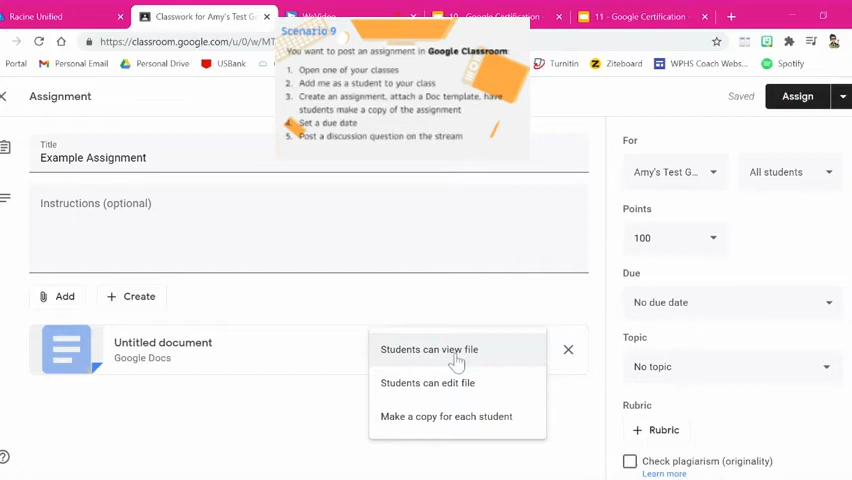 Racine Unified
Classwork for Amy's Test G
WeVideo
10 - Google Certification
11 - Google Certification
https://classroom.google.com/u/0/w/MT
Portal
Personal Email
Personal Drive
USBank
Turnitin
Ziteboard
WPHS Coach Webs...
Spotify
Scenario 9
You want to post an assignment in Google Classroom:
1. Open one of your classes
2. Add me as a student to your class
3. Create an assignment, attach a Doc template, have
students make a copy of the assignment
4. Set a due date
5. Post a discussion question on the stream
Assignment
Saved
Assign
Title
Example Assignment
Instructions (optional)
Add
Create
Untitled document
Google Docs
Students can view file
Students can edit file
Make a copy for each student
For
Amy's Test G...
All students
Points
100
Due
No due date
Topic
No topic
Rubric
Rubric
Check plagiarism (originality)
Learn more